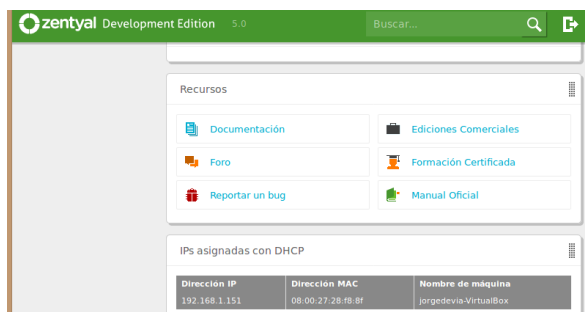 zentyal Development Edition 5.0 Buscar...
Recursos
Documentación Ediciones Comerciales
Foro Formación Certificada
Reportar un bug Manual Oficial
IPs asignadas con DHCP
Dirección IP Dirección MAC Nombre de máquina
192.168.1.151 08:00:27:28:f8:8f jorgedevia-VirtualBox